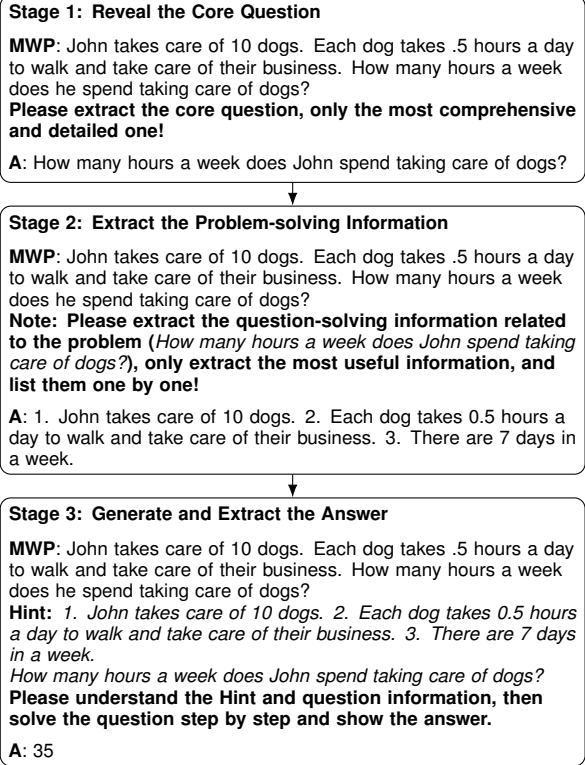 Stage 1: Reveal the Core Question
MWP: John takes care of 10 dogs. Each dog takes .5 hours a day
to walk and take care of their business. How many hours a week
does he spend taking care of dogs?
Please extract the core question, only the most comprehensive
and detailed one!
A: How many hours a week does John spend taking care of dogs?
Stage 2: Extract the Problem-solving Information
MWP: John takes care of 10 dogs. Each dog takes .5 hours a day
to walk and take care of their business. How many hours a week
does he spend taking care of dogs?
Note: Please extract the question-solving information related
to the problem (How many hours a week does John spend taking
care of dogs?), only extract the most useful information, and
list them one by one!
A: 1. John takes care of 10 dogs. 2. Each dog takes 0.5 hours a
day to walk and take care of their business. 3. There are 7 days in
a week.
Stage 3: Generate and Extract the Answer
MWP: John takes care of 10 dogs. Each dog takes .5 hours a day
to walk and take care of their business. How many hours a week
does he spend taking care of dogs?
Hint: 1. John takes care of 10 dogs. 2. Each dog takes 0.5 hours
a day to walk and take care of their business. 3. There are 7 days
in a week.
How many hours a week does John spend taking care of dogs?
Please understand the Hint and question information, then
solve the question step by step and show the answer.
A: 35